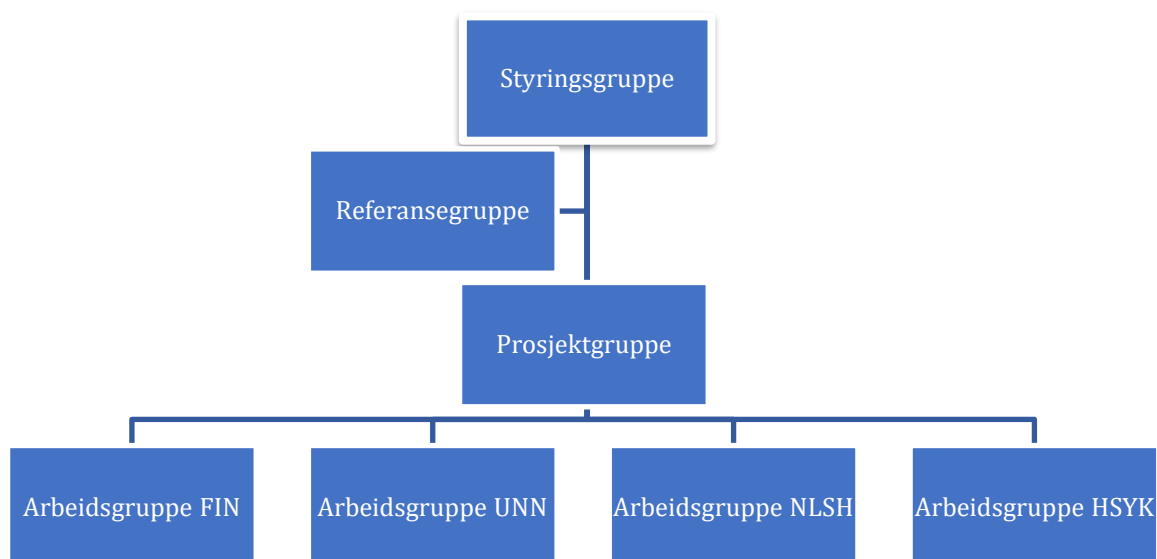 Styringsgruppe
Referansegruppe
Prosjektgruppe
Arbeidsgruppe FIN
Arbeidsgruppe UNN
Arbeidsgruppe NLSH
Arbeidsgruppe HSYK